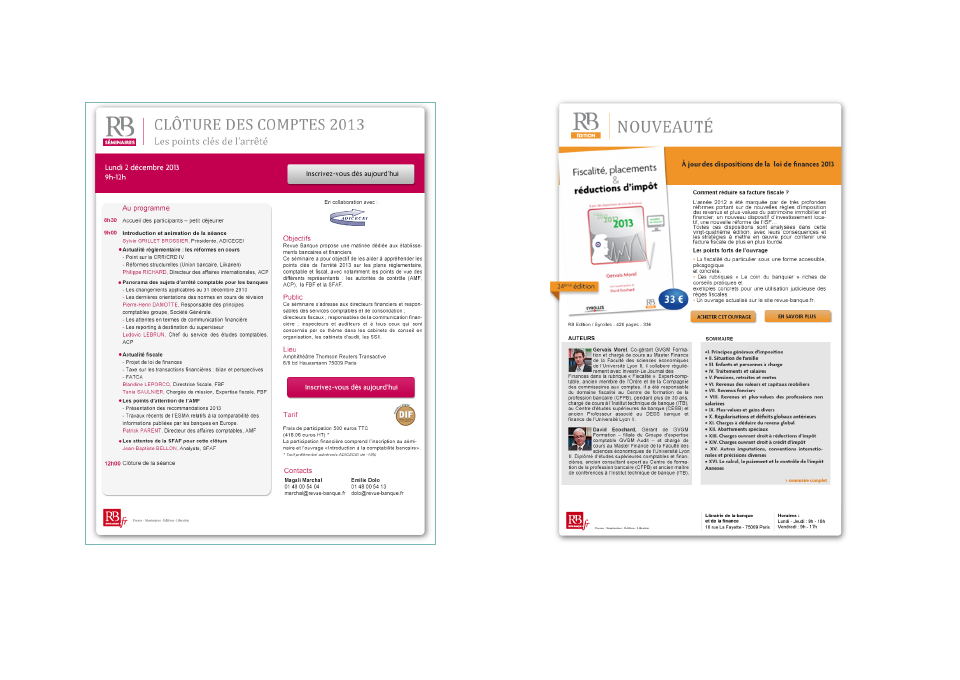 RB
SÉMINAIRES
CLÔTURE DES COMPTES 2013
Les points clés de l'arrêté
Lundi 2 décembre 2013
9h-12h
Inscrivez-vous dès aujourd'hui
Au programme
8h30 Accueil des participants – petit déjeuner
9h00 Introduction et animation de la séance
Sylvie GRILLET BROSSIER, Présidente, ADICECEI
Actualité réglementaire : les réformes en cours
- Point sur la CRR/CRD IV
- Réformes structurelles (Union bancaire, Liikanen)
Philippe RICHARD, Directeur des affaires internationales, ACP
Panorama des sujets d'arrêté comptable pour les banques
- Les changements applicables au 31 décembre 2013
- Les dernières orientations des normes en cours de révision
Pierre-Henri DAMOTTE, Responsable des principes
comptables groupe, Société Générale.
- Les attentes en termes de communication financière
- Les reporting à destination du superviseur
Ludovic LEBRUN, Chef du service des études comptables,
ACP
Actualité fiscale
- Projet de loi de finances
- Taxe sur les transactions financières : bilan et perspectives
- FATCA
Blandine LEPORCQ, Directrice fiscale, FBF
Tania SAULNIER, Chargée de mission, Expertise fiscale, FBF
Les points d'attention de l'AMF
- Présentation des recommandations 2013
- Travaux récents de l'ESMA relatifs à la comparabilité des
informations publiées par les banques en Europe.
Patrick PARENT, Directeur des affaires comptables, AMF
Les attentes de la SFAF pour cette clôture
Jean-Baptiste BELLON, Analyste, SFAF
12h00 Clôture de la séance
En collaboration avec :
ADICECEI
Objectifs
Revue Banque propose une matinée dédiée aux établisse-
ments bancaires et financiers
Ce séminaire a pour objectif de les aider à appréhender les
points clés de l'arrêté 2013 sur les plans réglementaire,
comptable et fiscal, avec notamment les points de vue des
différents représentants : les autorités de contrôle (AMF,
ACP), la FBF et la SFAF.
Public
Ce séminaire s'adresse aux directeurs financiers et respon-
sables des services comptables et de consolidation ;
directeurs fiscaux ; responsables de la communication finan-
cière ; inspecteurs et auditeurs et à tous ceux qui sont
concernés par ce thème dans les cabinets de conseil en
organisation, les cabinets d'audit, les SSII.
Lieu
Amphithéâtre Thomson Reuters Transactive
6/8 bd Haussmann 75009 Paris
Inscrivez-vous dès aujourd'hui
DIF
Tarif
Frais de participation 500 euros TTC
(418,06 euros HT) *
La participation financière comprend l'inscription au sémi-
naire et l'ouvrage «Introduction à la comptabilité bancaire».
Contacts
Magali Marchal
01 48 00 54 04
marchal@revue-banque.fr
Emilie Dolo
01 48 00 54 13
dolo@revue-banque.fr
RB
fr
Presse · Séminaires · Édition · Librairie
RB
ÉDITION
NOUVEAUTÉ
Fiscalité, placements
&
réductions d'impôt
2013
Gervais Morel
David Ecochard
EYROLLES
24ème édition
33 €
RB Edition / Eyrolles - 426 pages - 33€
À jour des dispositions de la loi de finances 2013
Comment réduire sa facture fiscale ?
L'année 2012 a été marquée par de très profondes
réformes portant sur de nouvelles règles d'imposition
des revenus et plus-values du patrimoine immobilier et
financier, un nouveau dispositif d'investissement loca-
tif, une nouvelle réforme de l'ISF...
Toutes ces dispositions sont analysées dans cette
vingt-quatrième édition, avec leurs conséquences et
les stratégies à mettre en œuvre pour contenir une
facture fiscale de plus en plus lourde.
Les points forts de l'ouvrage
- La fiscalité du particulier sous une forme accessible,
pédagogique
et concrète.
- Des rubriques « Le coin du banquier » riches de
conseils pratiques et
exemples concrets pour une utilisation judicieuse des
règles fiscales
- Un ouvrage actualisé sur le site revue-banque.fr
ACHETER CET OUVRAGE
EN SAVOIR PLUS
AUTEURS
Gervais Morel. Co-gérant GVGM Forma-
tion et chargé de cours au Master Finance
de la Faculté des sciences économiques
de l'Université Lyon II, il collabore réguliè-
rement avec Investir-Le Journal des
Finances dans la rubrique « Fiscalité ». Expert-comp-
table, ancien membre de l'Ordre et de la Compagnie
des commissaires aux comptes. Il a été responsable
du domaine fiscalité au Centre de formation de la
profession bancaire (CFPB), pendant plus de 30 ans,
chargé de cours à l'Institut technique de banque (ITB),
au Centre d'études supérieures de banque (CESB) et
ancien Professeur associé au DESS banque et
finance de l'Université Lyon II.
David Ecochard. Gérant de GVGM
Formation – filiale du Groupe d'expertise
comptable GVGM Audit – et chargé de
cours au Master Finance de la Faculté des
sciences économiques de l'Université Lyon
II. Diplômé d'études supérieures comptables et finan-
cières, ancien consultant expert au Centre de forma-
tion de la profession bancaire (CFPB) et ancien maître
de conférences à l'Institut technique de banque (ITB).
SOMMAIRE
• I. Principes généraux d'imposition
• II. Situation de famille
• III. Enfants et personnes à charge
• IV. Traitements et salaires
• V. Pensions, retraites et rentes
• VI. Revenus des valeurs et capitaux mobiliers
• VII. Revenus fonciers
• VIII. Revenus et plus-values des professions non
salariées
• IX. Plus-values et gains divers
• X. Régularisations et déficits globaux antérieurs
• XI. Charges à déduire du revenu global
• XII. Abattements spéciaux
• XIII. Charges ouvrant droit à réductions d'impôt
• XIV. Charges ouvrant droit à crédit d'impôt
• XV. Autres imputations, conventions internatio-
nales et précisions diverses
• XVI. Le calcul, le paiement et le contrôle de l'impôt
Annexes
> sommaire complet
RB
fr
Presse · Séminaires · Édition · Librairie
Librairie de la banque
et de la finance
18 rue La Fayette - 75009 Paris
Horaires :
Lundi - Jeudi : 9h - 18h
Vendredi : 9h - 17h